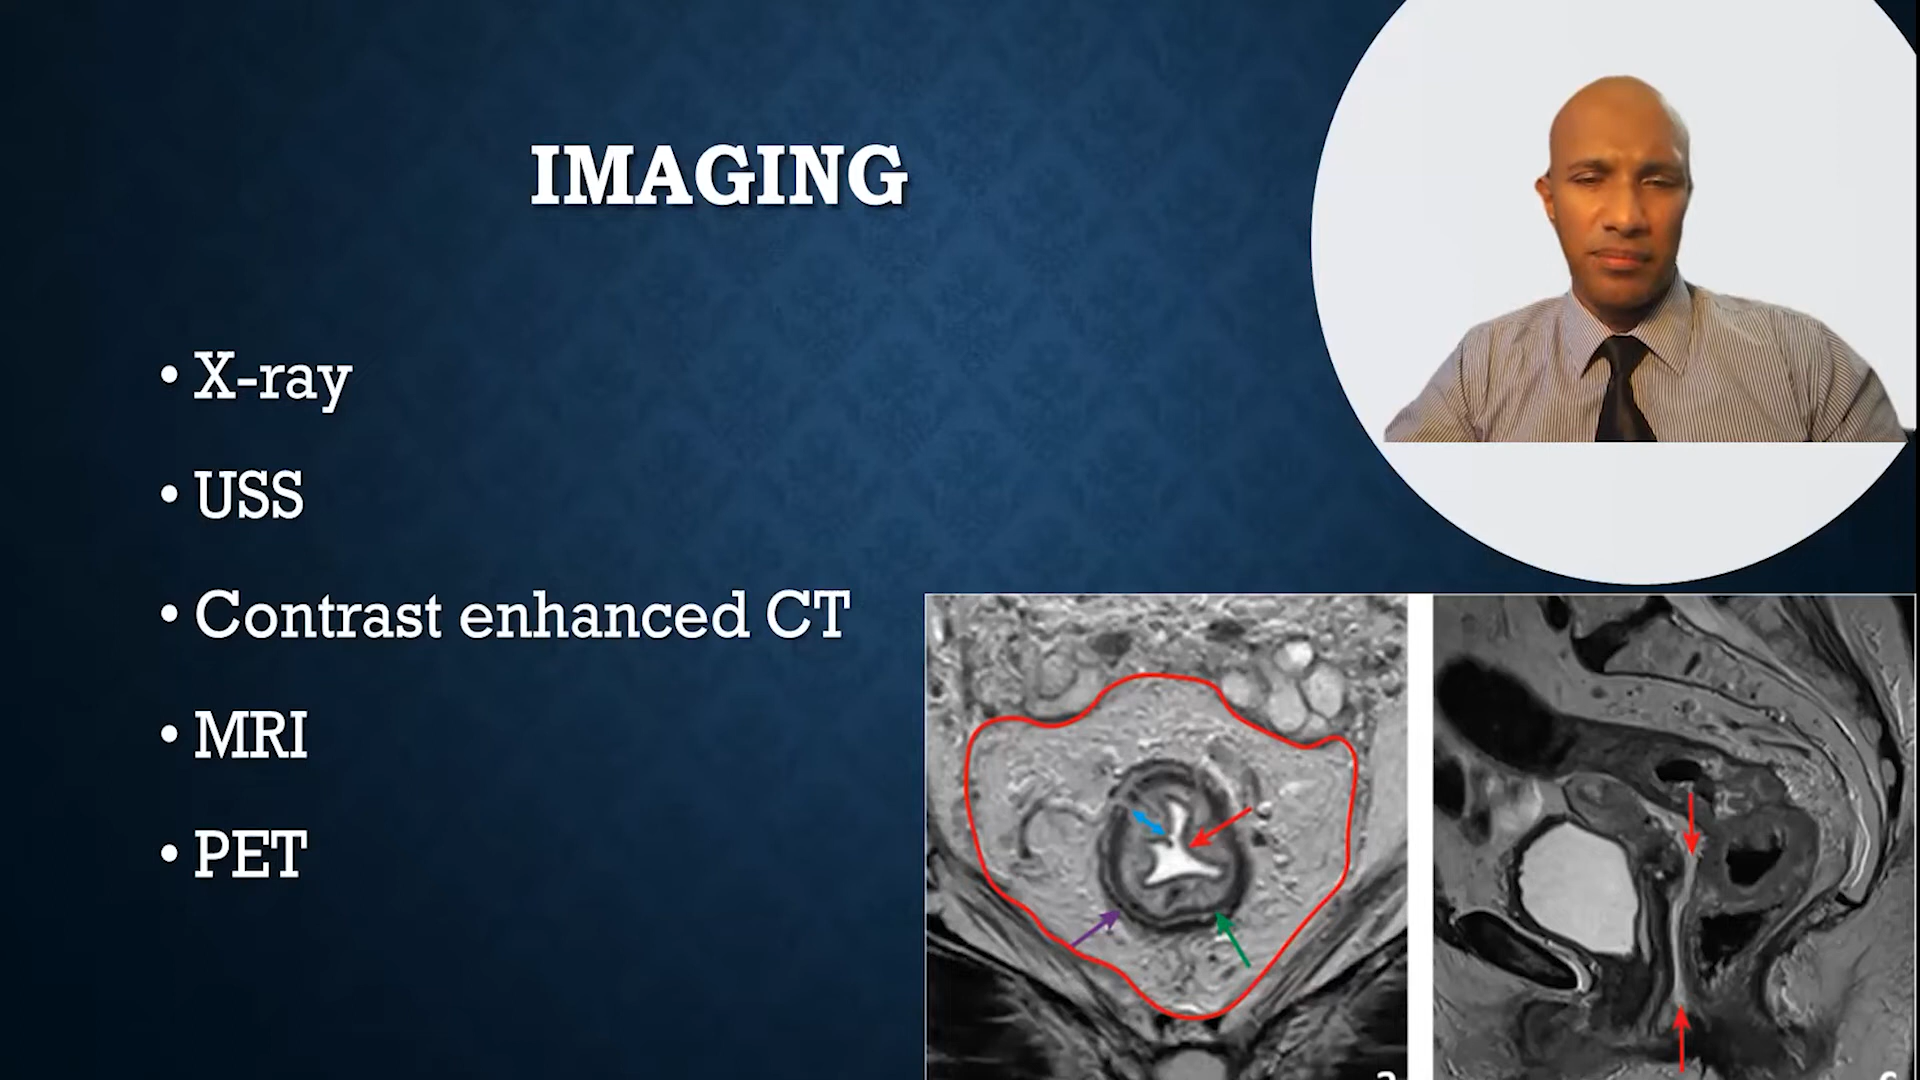 IMAGING
• X-ray
• USS
• Contrast enhanced CT
• MRI
• PET